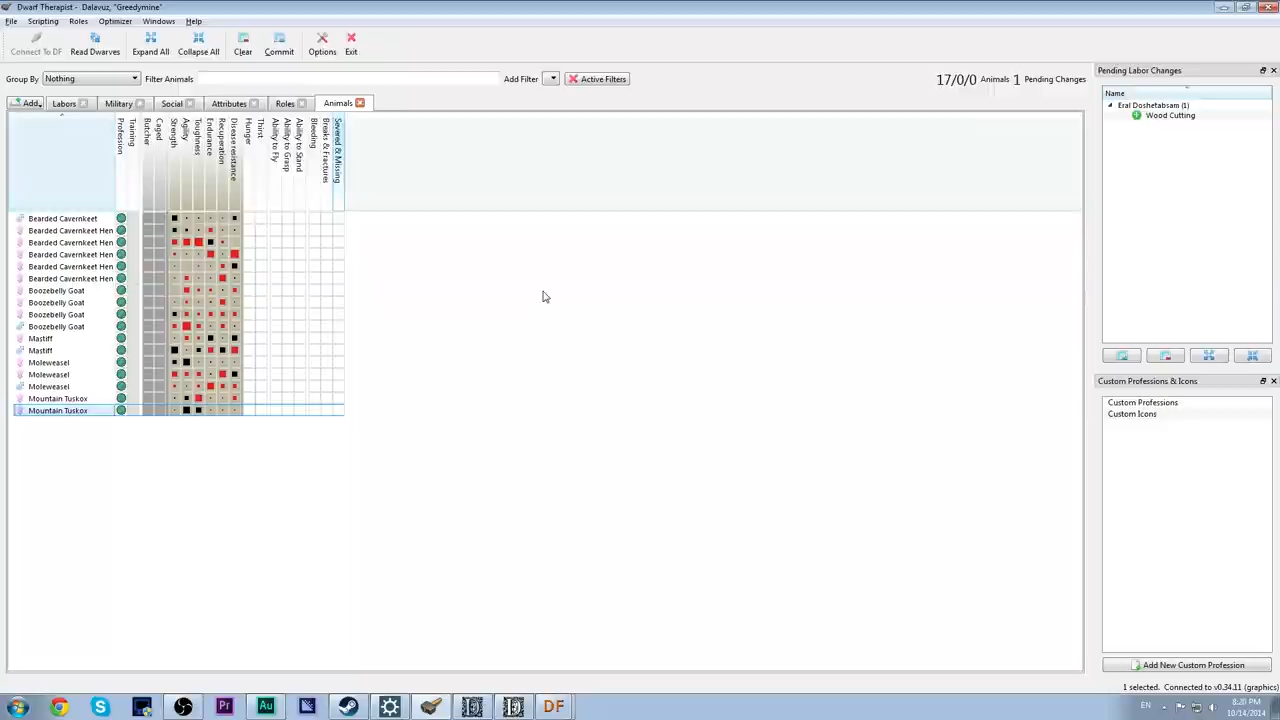 Dwarf Therapist - Dalavuz, "Greedymine"
File Scripting Roles Optimizer Windows Help
Connect To DF Read Dwarves Expand All Collapse All Clear Commit Options Exit
Group By Nothing Filter Animals Add Filter Active Filters 17/0/0 Animals 1 Pending Changes
Add Labors Military Social Attributes Roles Animals
Profession
Training
Butcher
Caged
Strength
Agility
Toughness
Endurance
Recuperation
Disease resistance
Hunger
Thirst
Ability to Fly
Ability to Grasp
Ability to Stand
Bleeding
Breaks & Fractures
Severed & Missing
Bearded Cavernkeet
Bearded Cavernkeet Hen
Bearded Cavernkeet Hen
Bearded Cavernkeet Hen
Bearded Cavernkeet Hen
Bearded Cavernkeet Hen
Boozebelly Goat
Boozebelly Goat
Boozebelly Goat
Boozebelly Goat
Mastiff
Mastiff
Moleweasel
Moleweasel
Moleweasel
Mountain Tuskox
Mountain Tuskox
Pending Labor Changes
Name
Eral Doshetabsam (1)
Wood Cutting
Custom Professions & Icons
Custom Professions
Custom Icons
Add New Custom Profession
1 selected. Connected to v0.34.11 (graphics)
Pr Au DF EN 8:20 PM
10/14/2014